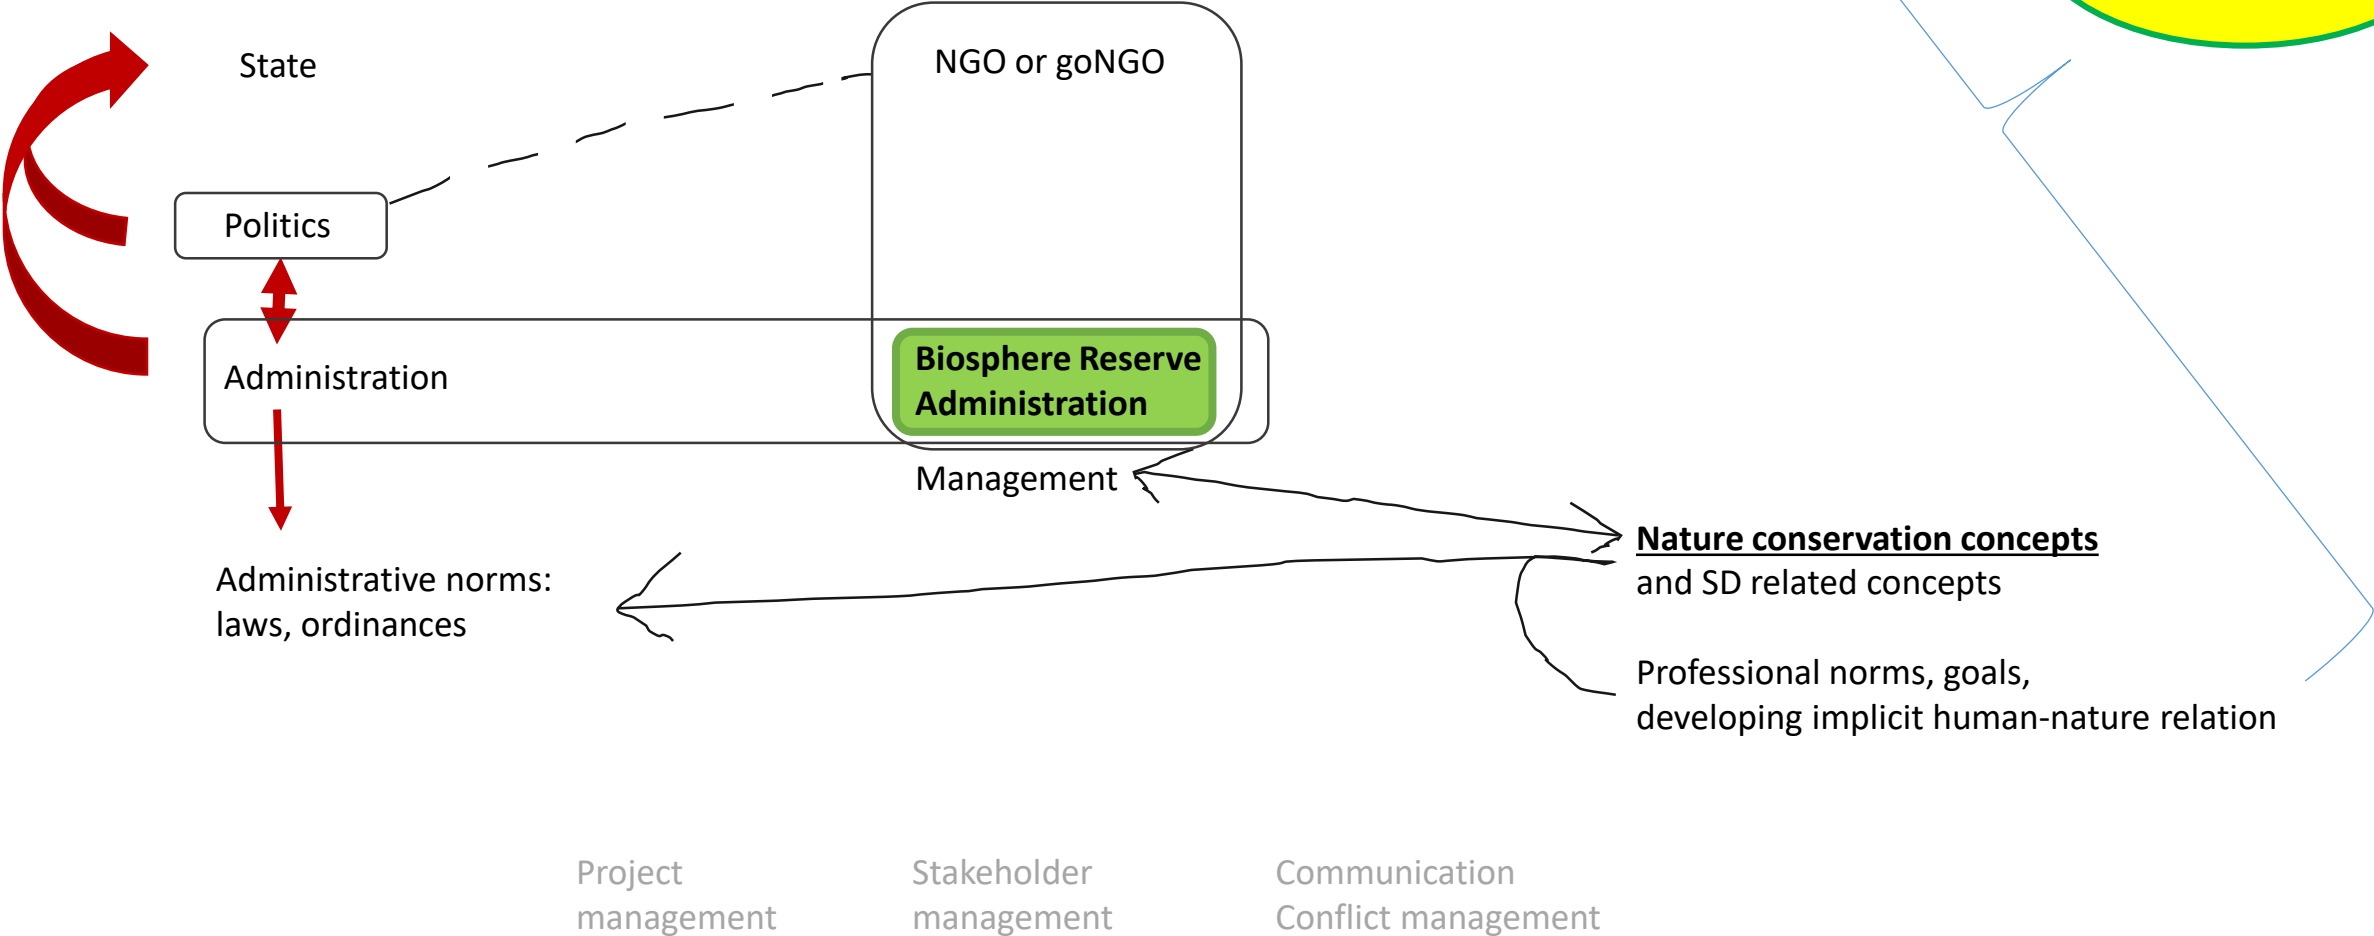 State
NGO or goNGO
Politics
Administration
Biosphere Reserve
Administration
Management
Nature conservation concepts
and SD related concepts
Administrative norms:
laws, ordinances
Professional norms, goals,
developing implicit human-nature relation
Project
management
Stakeholder
management
Communication
Conflict management